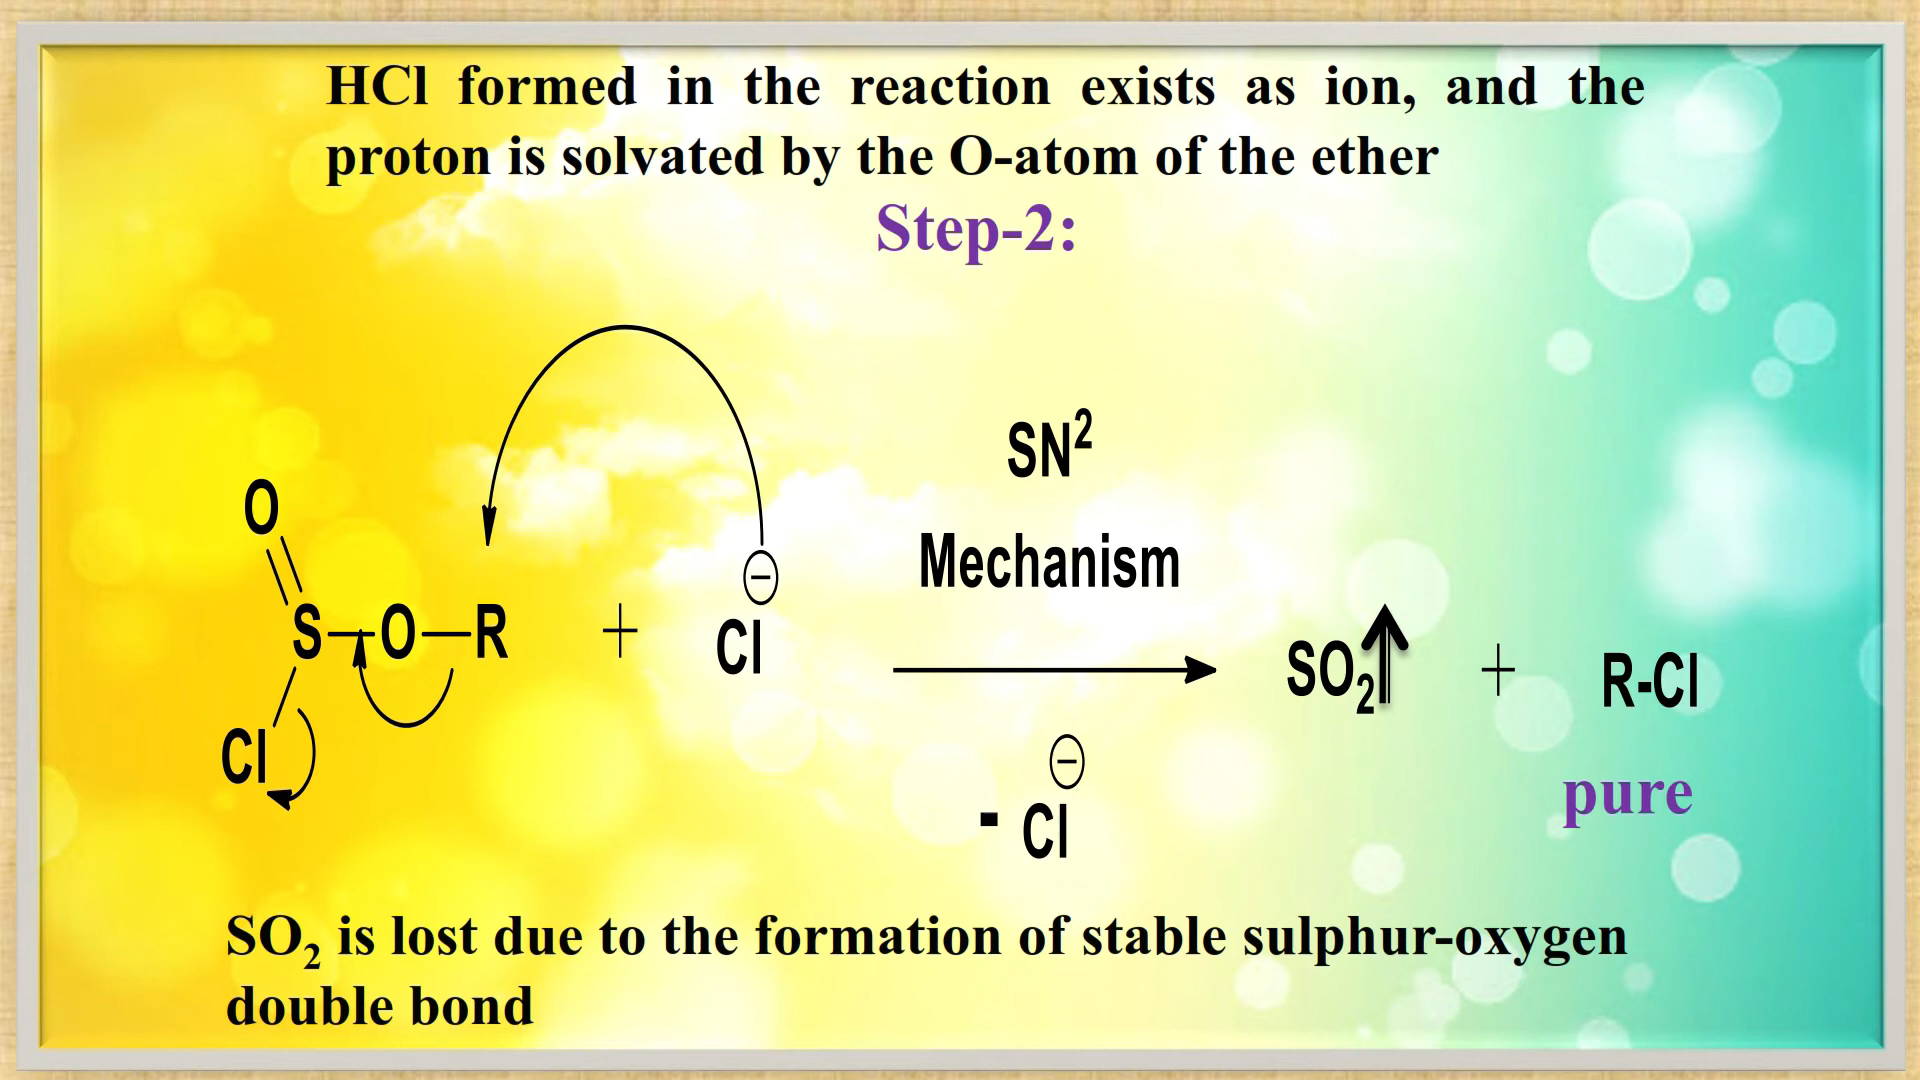 HCl formed in the reaction exists as ion, and the
proton is solvated by the O-atom of the ether
Step-2:
SN²
Mechanism
O
S-O-R + Cl ⊖
Cl
- Cl ⊖
SO₂ + R-Cl
pure
SO₂ is lost due to the formation of stable sulphur-oxygen
double bond